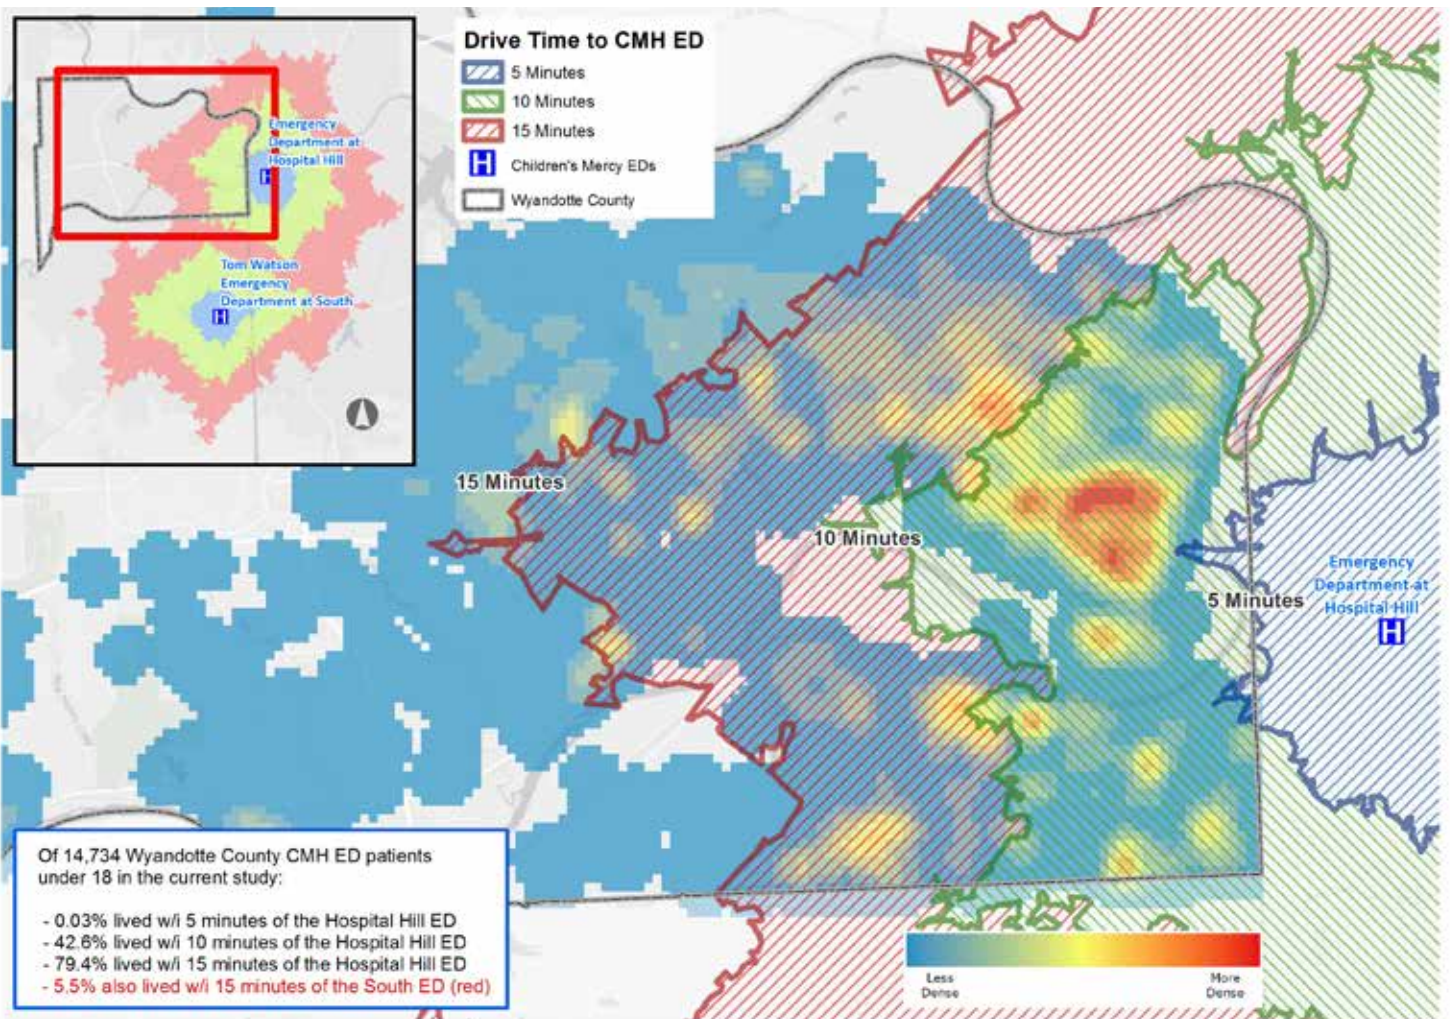 Emergency
Department at
Hospital Hill
H
Tom Watson
Emergency
Department at South
H
Drive Time to CMH ED
5 Minutes
10 Minutes
15 Minutes
H Children's Mercy EDs
Wyandotte County
15 Minutes
10 Minutes
5 Minutes
Emergency
Department at
Hospital Hill
H
Of 14,734 Wyandotte County CMH ED patients
under 18 in the current study:
- 0.03% lived w/i 5 minutes of the Hospital Hill ED
- 42.6% lived w/i 10 minutes of the Hospital Hill ED
- 79.4% lived w/i 15 minutes of the Hospital Hill ED
- 5.5% also lived w/i 15 minutes of the South ED (red)
Less
Dense
More
Dense